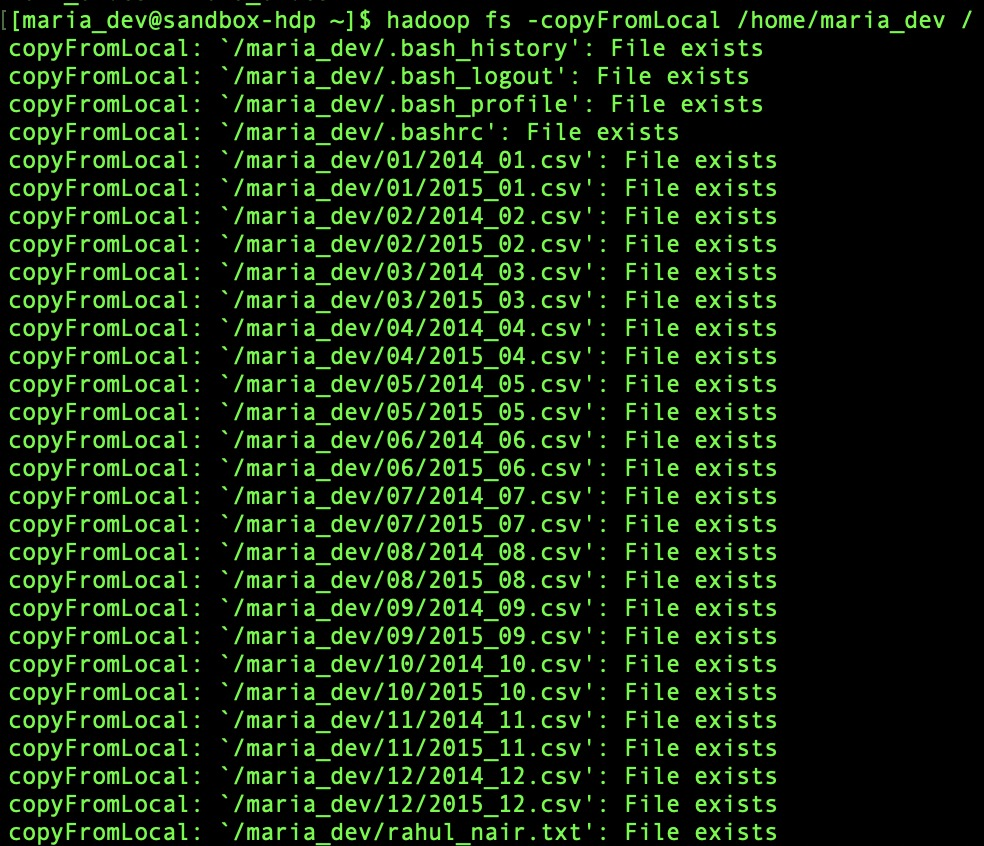 [[maria_dev@sandbox-hdp ~]$ hadoop fs -copyFromLocal /home/maria_dev /
copyFromLocal: `/maria_dev/.bash_history': File exists
copyFromLocal: `/maria_dev/.bash_logout': File exists
copyFromLocal: `/maria_dev/.bash_profile': File exists
copyFromLocal: `/maria_dev/.bashrc': File exists
copyFromLocal: `/maria_dev/01/2014_01.csv': File exists
copyFromLocal: `/maria_dev/01/2015_01.csv': File exists
copyFromLocal: `/maria_dev/02/2014_02.csv': File exists
copyFromLocal: `/maria_dev/02/2015_02.csv': File exists
copyFromLocal: `/maria_dev/03/2014_03.csv': File exists
copyFromLocal: `/maria_dev/03/2015_03.csv': File exists
copyFromLocal: `/maria_dev/04/2014_04.csv': File exists
copyFromLocal: `/maria_dev/04/2015_04.csv': File exists
copyFromLocal: `/maria_dev/05/2014_05.csv': File exists
copyFromLocal: `/maria_dev/05/2015_05.csv': File exists
copyFromLocal: `/maria_dev/06/2014_06.csv': File exists
copyFromLocal: `/maria_dev/06/2015_06.csv': File exists
copyFromLocal: `/maria_dev/07/2014_07.csv': File exists
copyFromLocal: `/maria_dev/07/2015_07.csv': File exists
copyFromLocal: `/maria_dev/08/2014_08.csv': File exists
copyFromLocal: `/maria_dev/08/2015_08.csv': File exists
copyFromLocal: `/maria_dev/09/2014_09.csv': File exists
copyFromLocal: `/maria_dev/09/2015_09.csv': File exists
copyFromLocal: `/maria_dev/10/2014_10.csv': File exists
copyFromLocal: `/maria_dev/10/2015_10.csv': File exists
copyFromLocal: `/maria_dev/11/2014_11.csv': File exists
copyFromLocal: `/maria_dev/11/2015_11.csv': File exists
copyFromLocal: `/maria_dev/12/2014_12.csv': File exists
copyFromLocal: `/maria_dev/12/2015_12.csv': File exists
copyFromLocal: `/maria_dev/rahul_nair.txt': File exists